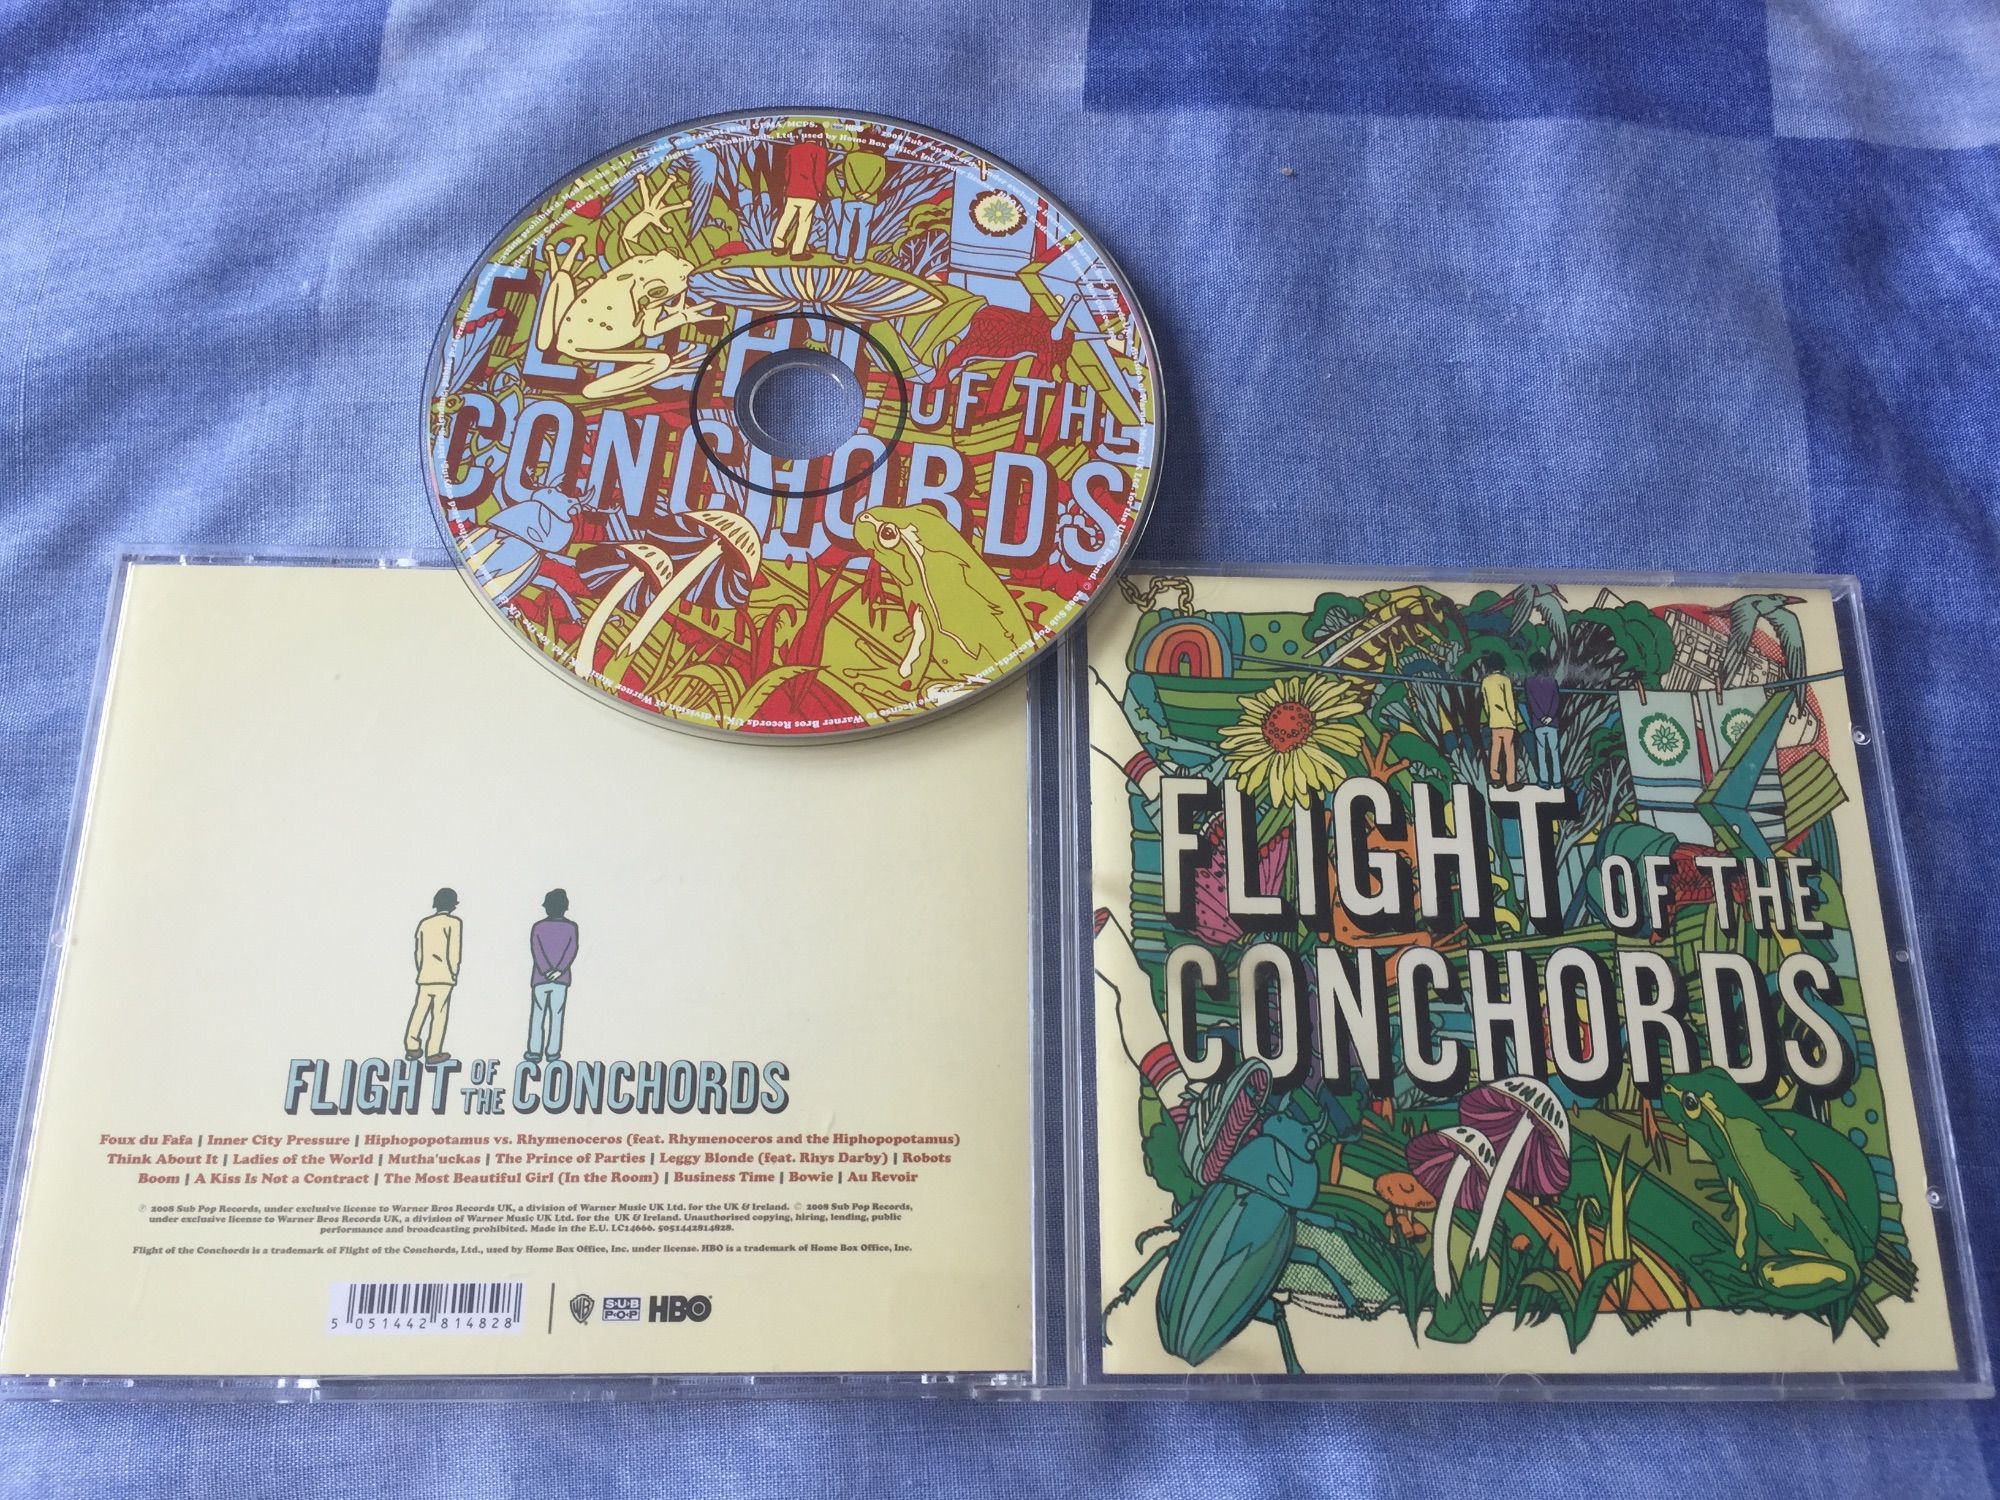 FLIGHT
OF THE
CONCHORDS
FLIGHT OF THE CONCHORDS
Foux du Fafa | Inner City Pressure | Hiphopopotamus vs. Rhymenoceros (feat. Rhymenoceros and the Hiphopopotamus)
Think About It | Ladies of the World | Mutha'uckas | The Prince of Parties | Leggy Blonde (feat. Rhys Darby) | Robots
Boom | A Kiss Is Not a Contract | The Most Beautiful Girl (In the Room) | Business Time | Bowie | Au Revoir
℗ 2008 Sub Pop Records, under exclusive license to Warner Bros Records UK, a division of Warner Music UK Ltd. for the UK & Ireland. © 2008 Sub Pop Records,
under exclusive license to Warner Bros Records UK, a division of Warner Music UK Ltd. for the UK & Ireland. Unauthorised copying, hiring, lending, public
performance and broadcasting prohibited. Made in the E.U. LC14666. 5051442814828.
Flight of the Conchords is a trademark of Flight of the Conchords, Ltd., used by Home Box Office, Inc. under license. HBO is a trademark of Home Box Office, Inc.
5 051442 814828
WB
SUB
POP
HBO
FLIGHT OF THE
CONCHORDS